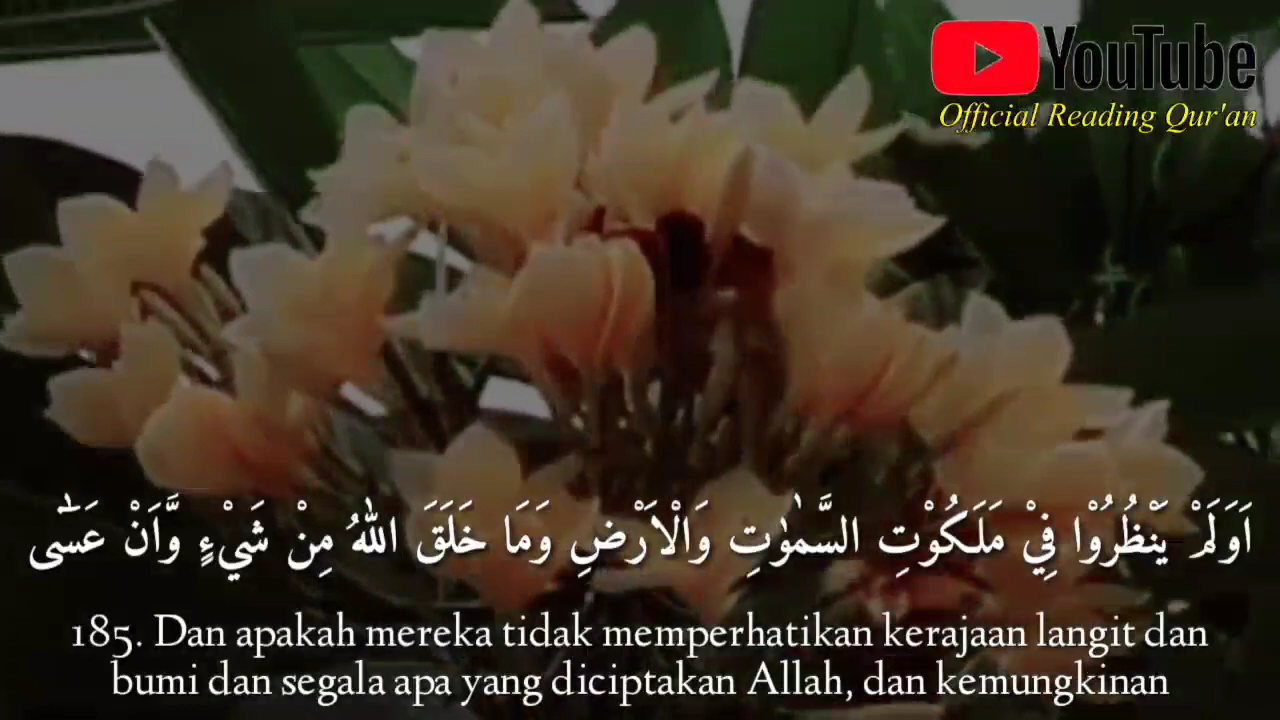 YouTube
Official Reading Qur'an
اَوَلَمْ يَنْظُرُوْا فِيْ مَلَكُوْتِ السَّمٰوٰتِ وَالْاَرْضِ وَمَا خَلَقَ اللّٰهُ مِنْ شَيْءٍ وَّاَنْ عَسٰٓى
185. Dan apakah mereka tidak memperhatikan kerajaan langit dan
bumi dan segala apa yang diciptakan Allah, dan kemungkinan